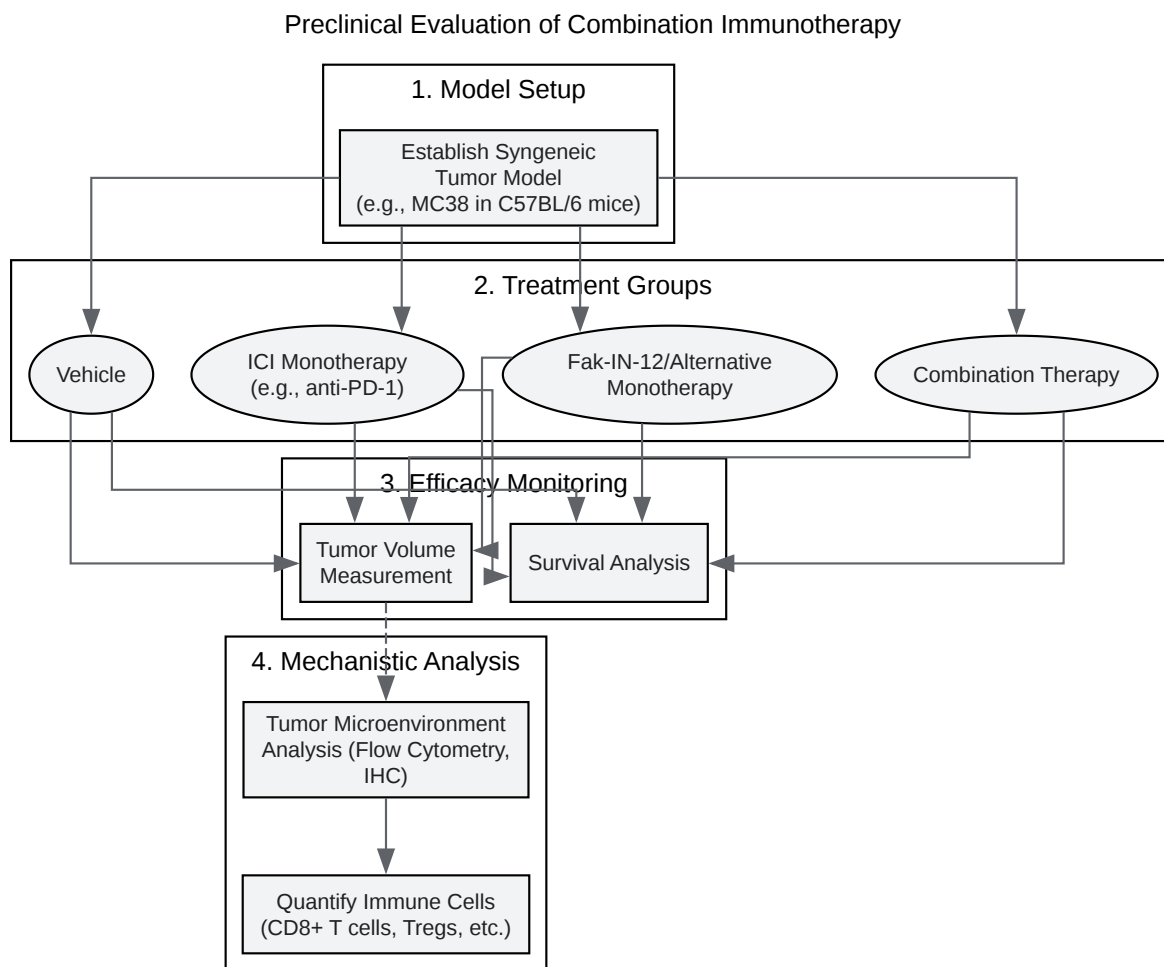 Preclinical Evaluation of Combination Immunotherapy
1. Model Setup
Establish Syngeneic
Tumor Model
(e.g., MC38 in C57BL/6 mice)
2. Treatment Groups
Vehicle
ICI Monotherapy
(e.g., anti-PD-1)
Fak-IN-12/Alternative
Monotherapy
Combination Therapy
3. Efficacy Monitoring
Tumor Volume
Measurement
Survival Analysis
4. Mechanistic Analysis
Tumor Microenvironment
Analysis (Flow Cytometry,
IHC)
Quantify Immune Cells
(CD8+ T cells, Tregs, etc.)